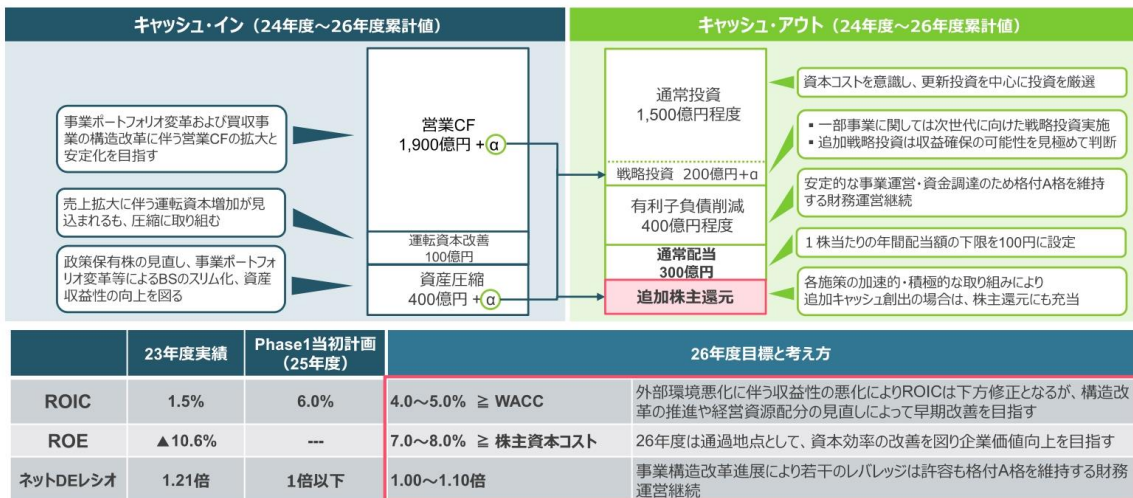 キャッシュ・イン（24年度～26年度累計値）
事業ポートフォリオ変革および買収事
業の構造改革に伴う営業CFの拡大と
安定化を目指す
売上拡大に伴う運転資本増加が見
込まれるも、圧縮に取り組む
政策保有株の見直し、事業ポートフォ
リオ変革等によるBSのスリム化、資産
収益性の向上を図る
営業CF
1,900億円＋α
運転資本改善
100億円
資産圧縮
400億円＋α
キャッシュ・アウト（24年度～26年度累計値）
通常投資
1,500億円程度
戦略投資 200億円+α
有利子負債削減
400億円程度
通常配当
300億円
追加株主還元
資本コストを意識し、更新投資を中心に投資を厳選
▪ 一部事業に関しては次世代に向けた戦略投資実施
▪ 追加戦略投資は収益確保の可能性を見極めて判断
安定的な事業運営・資金調達のため格付A格を維持
する財務運営継続
１株当たりの年間配当額の下限を100円に設定
各施策の加速的・積極的な取り組みにより
追加キャッシュ創出の場合は、株主還元にも充当
23年度実績
Phase1当初計画
（25年度）
26年度目標と考え方
ROIC
1.5%
6.0%
4.0～5.0% ≧ WACC
外部環境悪化に伴う収益性の悪化によりROICは下方修正となるが、構造改
革の推進や経営資源配分の見直しによって早期改善を目指す
ROE
▲10.6%
---
7.0～8.0% ≧ 株主資本コスト
26年度は通過地点として、資本効率の改善を図り企業価値向上を目指す
ネットDEレシオ
1.21倍
1倍以下
1.00～1.10倍
事業構造改革進展により若干のレバレッジは許容も格付A格を維持する財務
運営継続